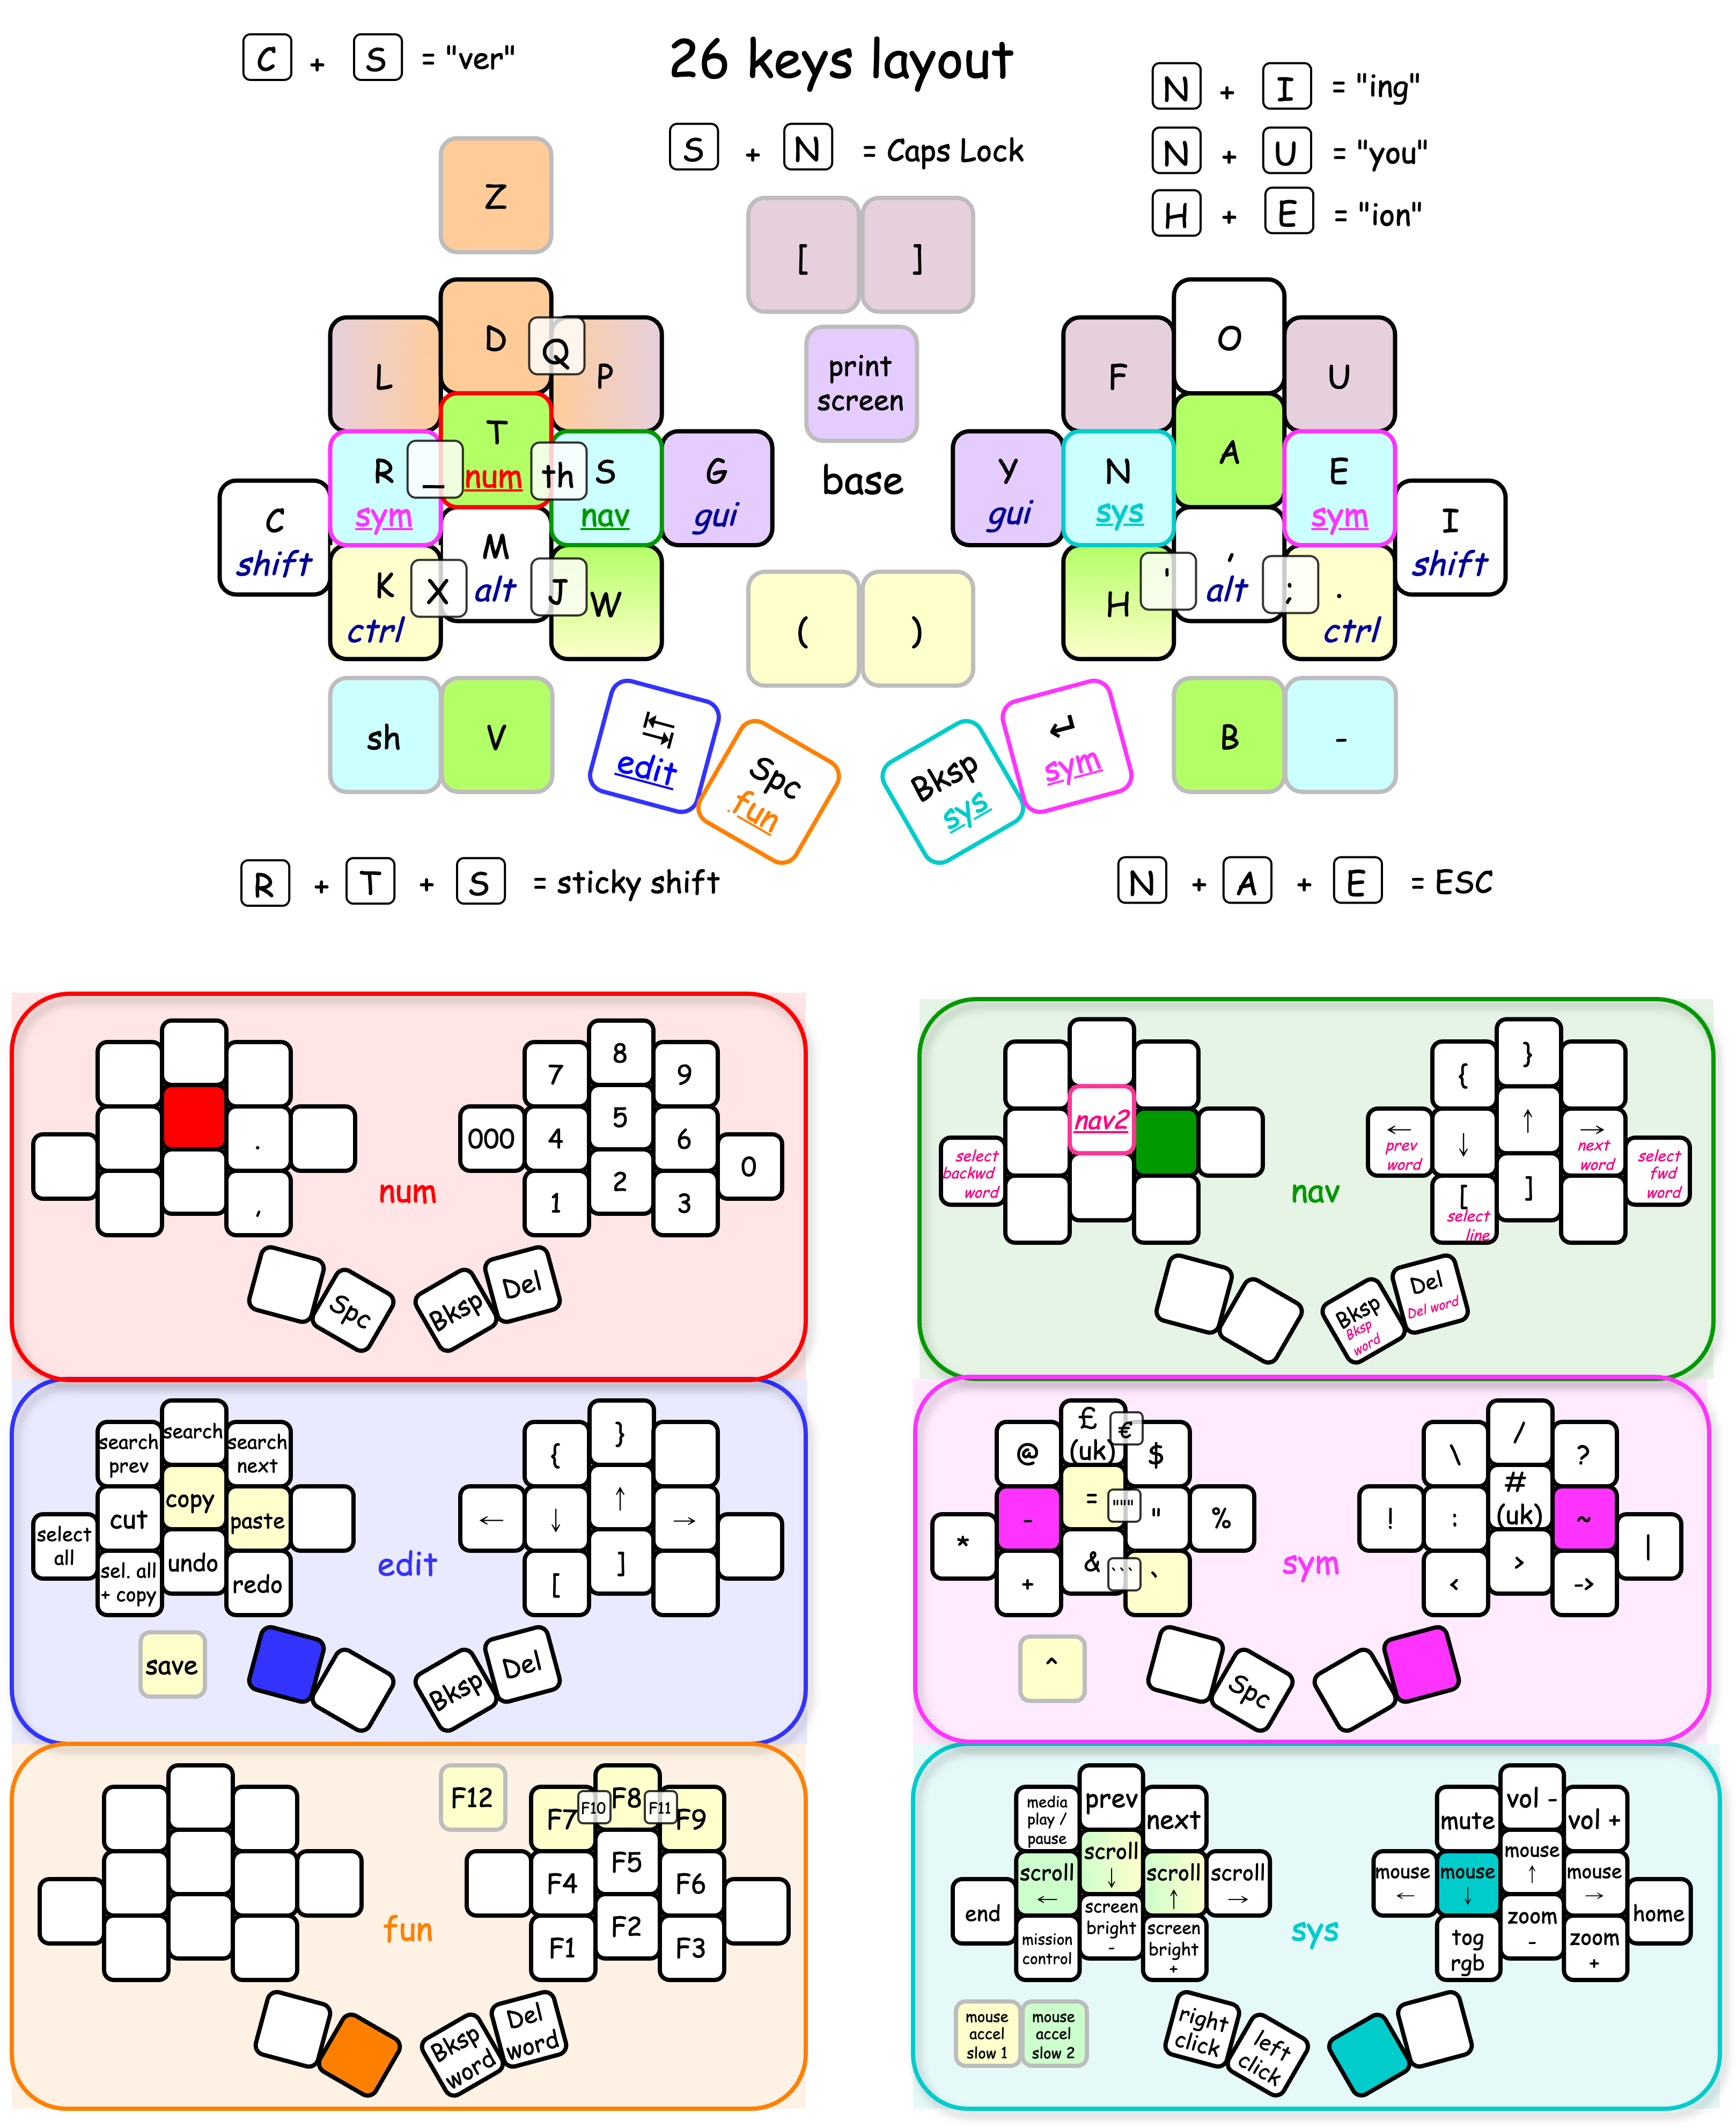 C + S = "ver"
26 keys layout
N + I = "ing"
S + N = Caps Lock
N + U = "you"
H + E = "ion"
Z
[ ]
D
Q
L
P
print
screen
O
F
U
T
num
R
sym
_
th
S
nav
G
gui
base
Y
gui
N
sys
A
E
sym
C
shift
I
shift
M
alt
K
ctrl
X
J
W
( )
H
'
,
alt
;
.
ctrl
sh
V
edit
Spc
fun
Bksp
sys
↵
sym
B
-
R + T + S = sticky shift
N + A + E = ESC
7 8 9
. 000 4 5 6 0
, num 1 2 3
Spc Bksp Del
nav2
{ }
← ↓ ↑ →
prev
word
next
word
select
backwd
word
select
fwd
word
nav
[ ]
select
line
Bksp
Bksp
word
Del
Del word
search
prev
search
search
next
{ }
cut
copy
paste
← ↓ ↑ →
select
all
sel. all
+ copy
undo
redo
edit
[ ]
save
Bksp Del
@
£
(uk)
€
$
\ / ?
- = """ " %
! :
#
(uk)
~
* |
+ & ``` `
sym
< > ->
^
Spc
F12
F7 F10 F8 F11 F9
F4 F5 F6
fun
F1 F2 F3
Bksp
word
Del
word
media
play /
pause
prev
next
mute
vol -
vol +
scroll
←
scroll
↓
scroll
↑
scroll
→
mouse
←
mouse
↓
mouse
↑
mouse
→
end
home
mission
control
screen
bright
-
screen
bright
+
sys
tog
rgb
zoom
-
zoom
+
mouse
accel
slow 1
mouse
accel
slow 2
right
click
left
click